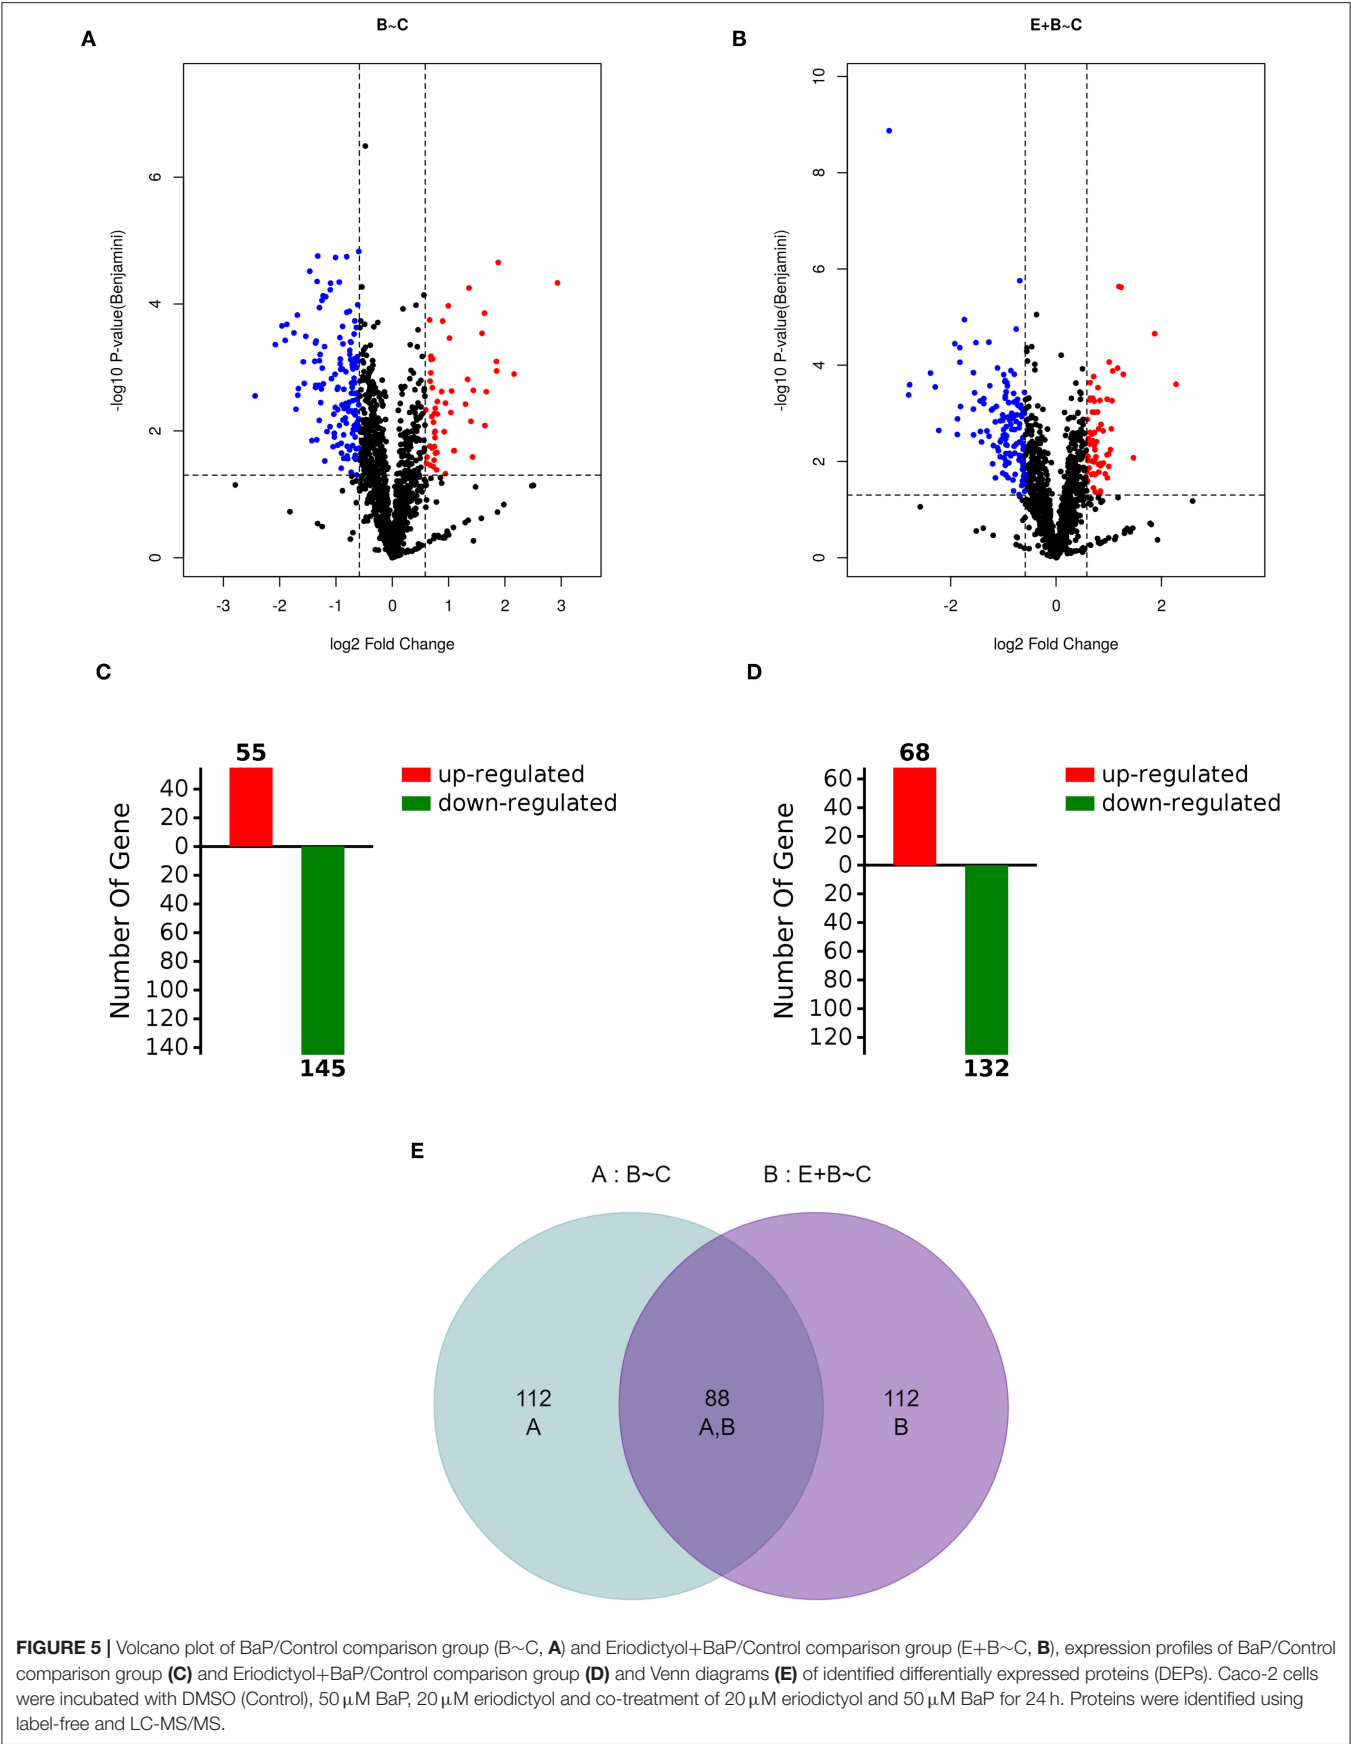 A
B~C
-log10 P-value(Benjamini)
6
4
2
0
-3 -2 -1 0 1 2 3
log2 Fold Change
B
E+B~C
-log10 P-value(Benjamini)
10
8
6
4
2
0
-2 0 2
log2 Fold Change
C
55
Number Of Gene
40
20
0
20
40
60
80
100
120
140
145
up-regulated
down-regulated
D
68
Number Of Gene
60
40
20
0
20
40
60
80
100
120
132
up-regulated
down-regulated
E
A : B~C B : E+B~C
112 88 112
A A,B B
FIGURE 5 | Volcano plot of BaP/Control comparison group (B∼C, A) and Eriodictyol+BaP/Control comparison group (E+B∼C, B), expression profiles of BaP/Control
comparison group (C) and Eriodictyol+BaP/Control comparison group (D) and Venn diagrams (E) of identified differentially expressed proteins (DEPs). Caco-2 cells
were incubated with DMSO (Control), 50 μM BaP, 20 μM eriodictyol and co-treatment of 20 μM eriodictyol and 50 μM BaP for 24 h. Proteins were identified using
label-free and LC-MS/MS.